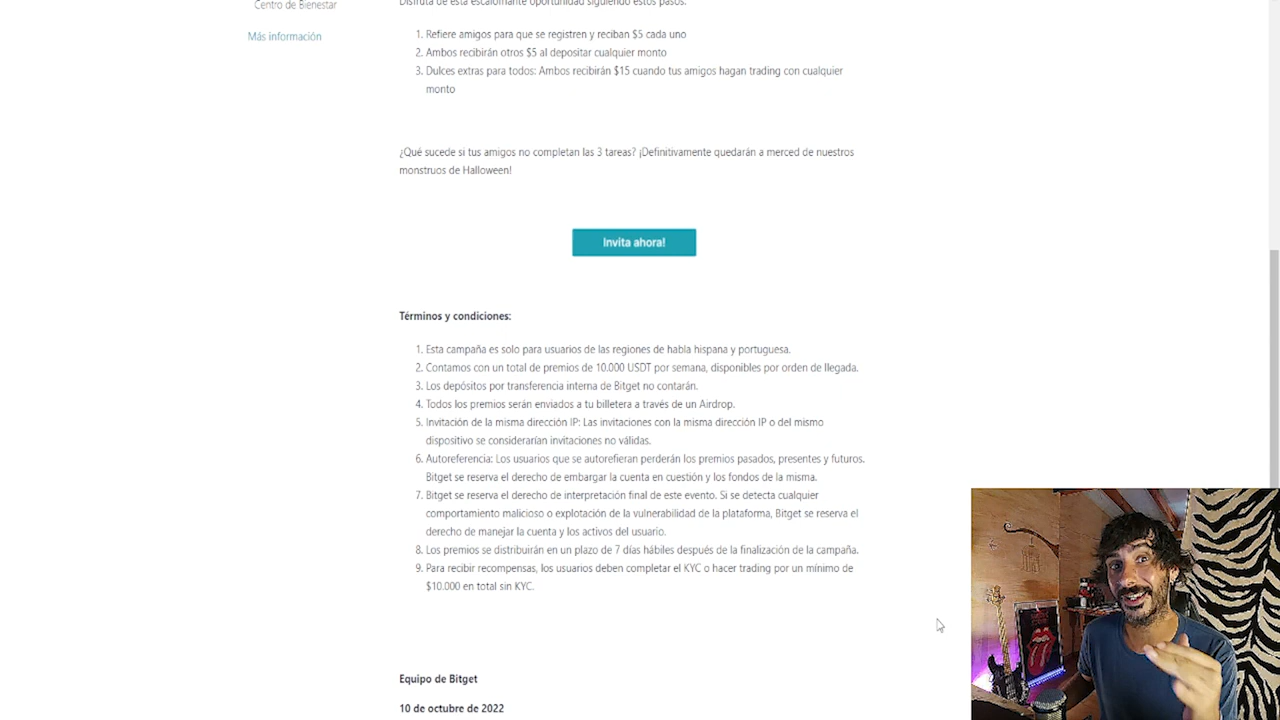 Centro de Bienestar
Más información
Disfruta de esta escalofriante oportunidad siguiendo estos pasos:
1. Refiere amigos para que se registren y reciban $5 cada uno
2. Ambos recibirán otros $5 al depositar cualquier monto
3. Dulces extras para todos: Ambos recibirán $15 cuando tus amigos hagan trading con cualquier
monto
¿Qué sucede si tus amigos no completan las 3 tareas? ¡Definitivamente quedarán a merced de nuestros
monstruos de Halloween!
Invita ahora!
Términos y condiciones:
1. Esta campaña es solo para usuarios de las regiones de habla hispana y portuguesa.
2. Contamos con un total de premios de 10.000 USDT por semana, disponibles por orden de llegada.
3. Los depósitos por transferencia interna de Bitget no contarán.
4. Todos los premios serán enviados a tu billetera a través de un Airdrop.
5. Invitación de la misma dirección IP: Las invitaciones con la misma dirección IP o del mismo
dispositivo se considerarían invitaciones no válidas.
6. Autoreferencia: Los usuarios que se autorefieran perderán los premios pasados, presentes y futuros.
Bitget se reserva el derecho de embargar la cuenta en cuestión y los fondos de la misma.
7. Bitget se reserva el derecho de interpretación final de este evento. Si se detecta cualquier
comportamiento malicioso o explotación de la vulnerabilidad de la plataforma, Bitget se reserva el
derecho de manejar la cuenta y los activos del usuario.
8. Los premios se distribuirán en un plazo de 7 días hábiles después de la finalización de la campaña.
9. Para recibir recompensas, los usuarios deben completar el KYC o hacer trading por un mínimo de
$10.000 en total sin KYC.
Equipo de Bitget
10 de octubre de 2022